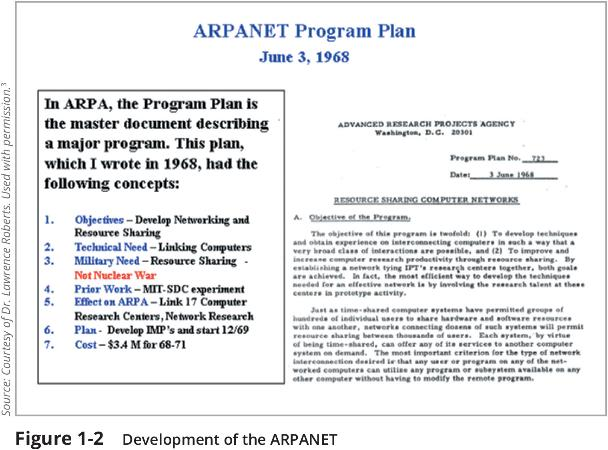 ARPANET Program Plan
June 3, 1968
In ARPA, the Program Plan is
the master document describing
a major program. This plan,
which I wrote in 1968, had the
following concepts:
1. Objectives – Develop Networking and
Resource Sharing
2. Technical Need – Linking Computers
3. Military Need – Resource Sharing -
Not Nuclear War
4. Prior Work – MIT-SDC experiment
5. Effect on ARPA – Link 17 Computer
Research Centers, Network Research
6. Plan - Develop IMP's and start 12/69
7. Cost – $3.4 M for 68-71
ADVANCED RESEARCH PROJECTS AGENCY
Washington, D.C. 20301
Program Plan No. 723
Date: 3 June 1968
RESOURCE SHARING COMPUTER NETWORKS
A. Objective of the Program.
The objective of this program is twofold: (1) To develop techniques
and obtain experience on interconnecting computers in such a way that a
very broad class of interactions are possible, and (2) To improve and
increase computer research productivity through resource sharing. By
establishing a network tying IPT's research centers together, both goals
are achieved. In fact, the most efficient way to develop the techniques
needed for an effective network is by involving the research talent at these
centers in prototype activity.
Just as time-shared computer systems have permitted groups of
hundreds of individual users to share hardware and software resources
with one another, networks connecting dozens of such systems will permit
resource sharing between thousands of users. Each system, by virtue
of being time-shared, can offer any of its services to another computer
system on demand. The most important criterion for the type of network
interconnection desired is that any user or program on any of the net-
worked computers can utilize any program or subsystem available on any
other computer without having to modify the remote program.
Source: Courtesy of Dr. Lawrence Roberts. Used with permission.³
Figure 1-2 Development of the ARPANET